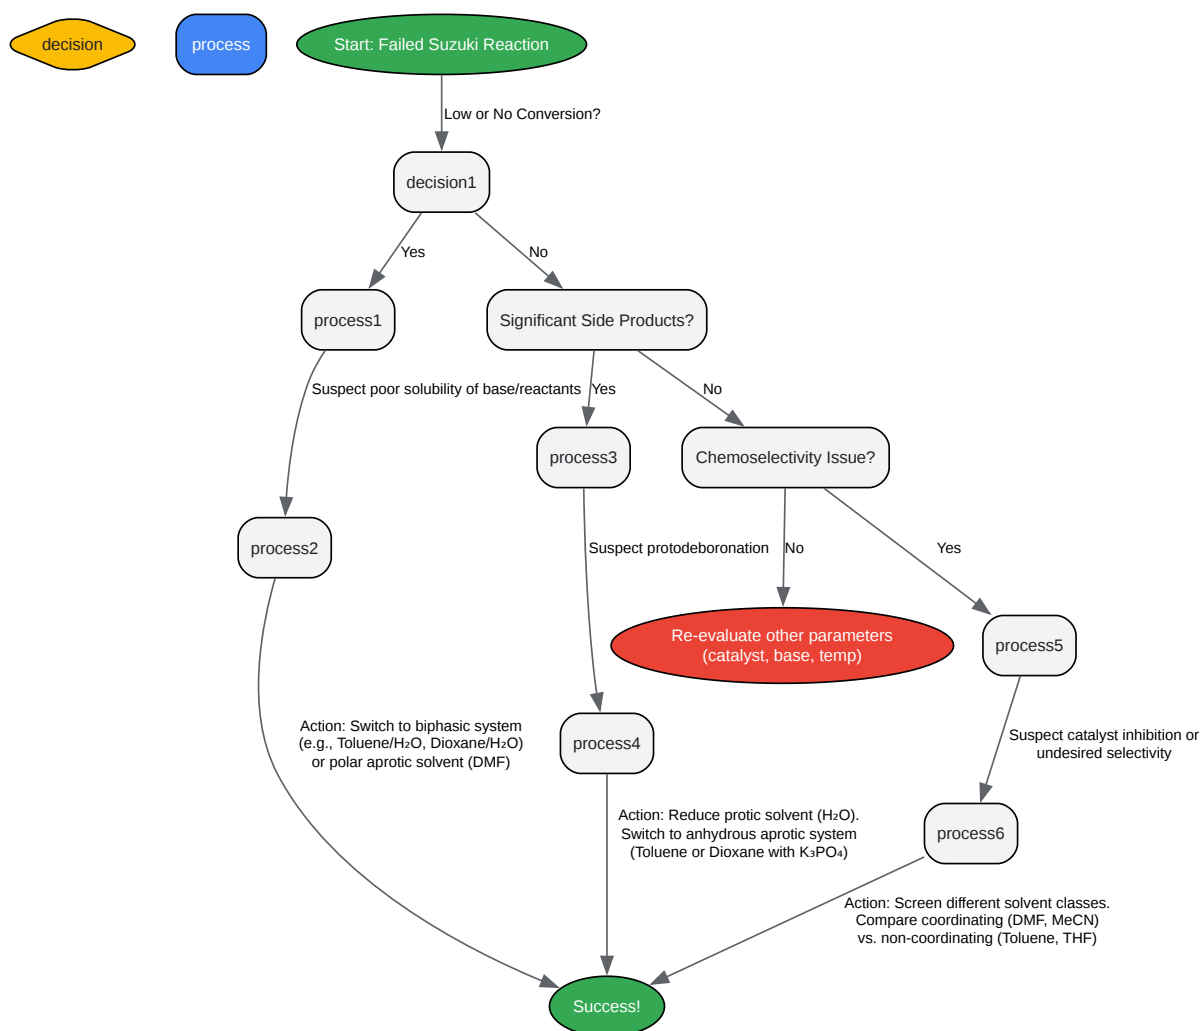 decision
process
Start: Failed Suzuki Reaction
Low or No Conversion?
decision1
Yes
No
process1
Significant Side Products?
Suspect poor solubility of base/reactants
Yes
No
process3
Chemoselectivity Issue?
process2
Suspect protodeboronation
No
Yes
Re-evaluate other parameters
(catalyst, base, temp)
process5
Action: Switch to biphasic system
(e.g., Toluene/H₂O, Dioxane/H₂O)
or polar aprotic solvent (DMF)
process4
Suspect catalyst inhibition or
undesired selectivity
Action: Reduce protic solvent (H₂O).
Switch to anhydrous aprotic system
(Toluene or Dioxane with K₃PO₄)
process6
Action: Screen different solvent classes.
Compare coordinating (DMF, MeCN)
vs. non-coordinating (Toluene, THF)
Success!